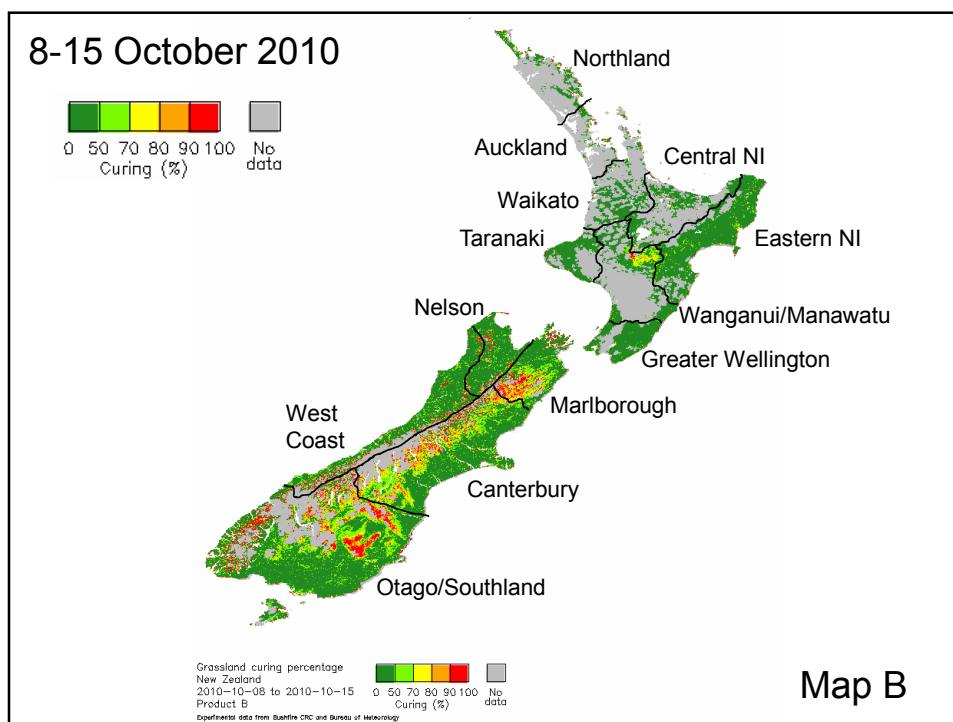 8-15 October 2010
0 50 70 80 90 100
Curing (%)
No
data
Northland
Auckland
Central NI
Waikato
Taranaki
Eastern NI
Nelson
Wanganui/Manawatu
Greater Wellington
Marlborough
West
Coast
Canterbury
Otago/Southland
Grassland curing percentage
New Zealand
2010-10-08 to 2010-10-15
Product B
Experimental data from Bushfire CRC and Bureau of Meteorology
0 50 70 80 90 100
Curing (%)
No
data
Map B